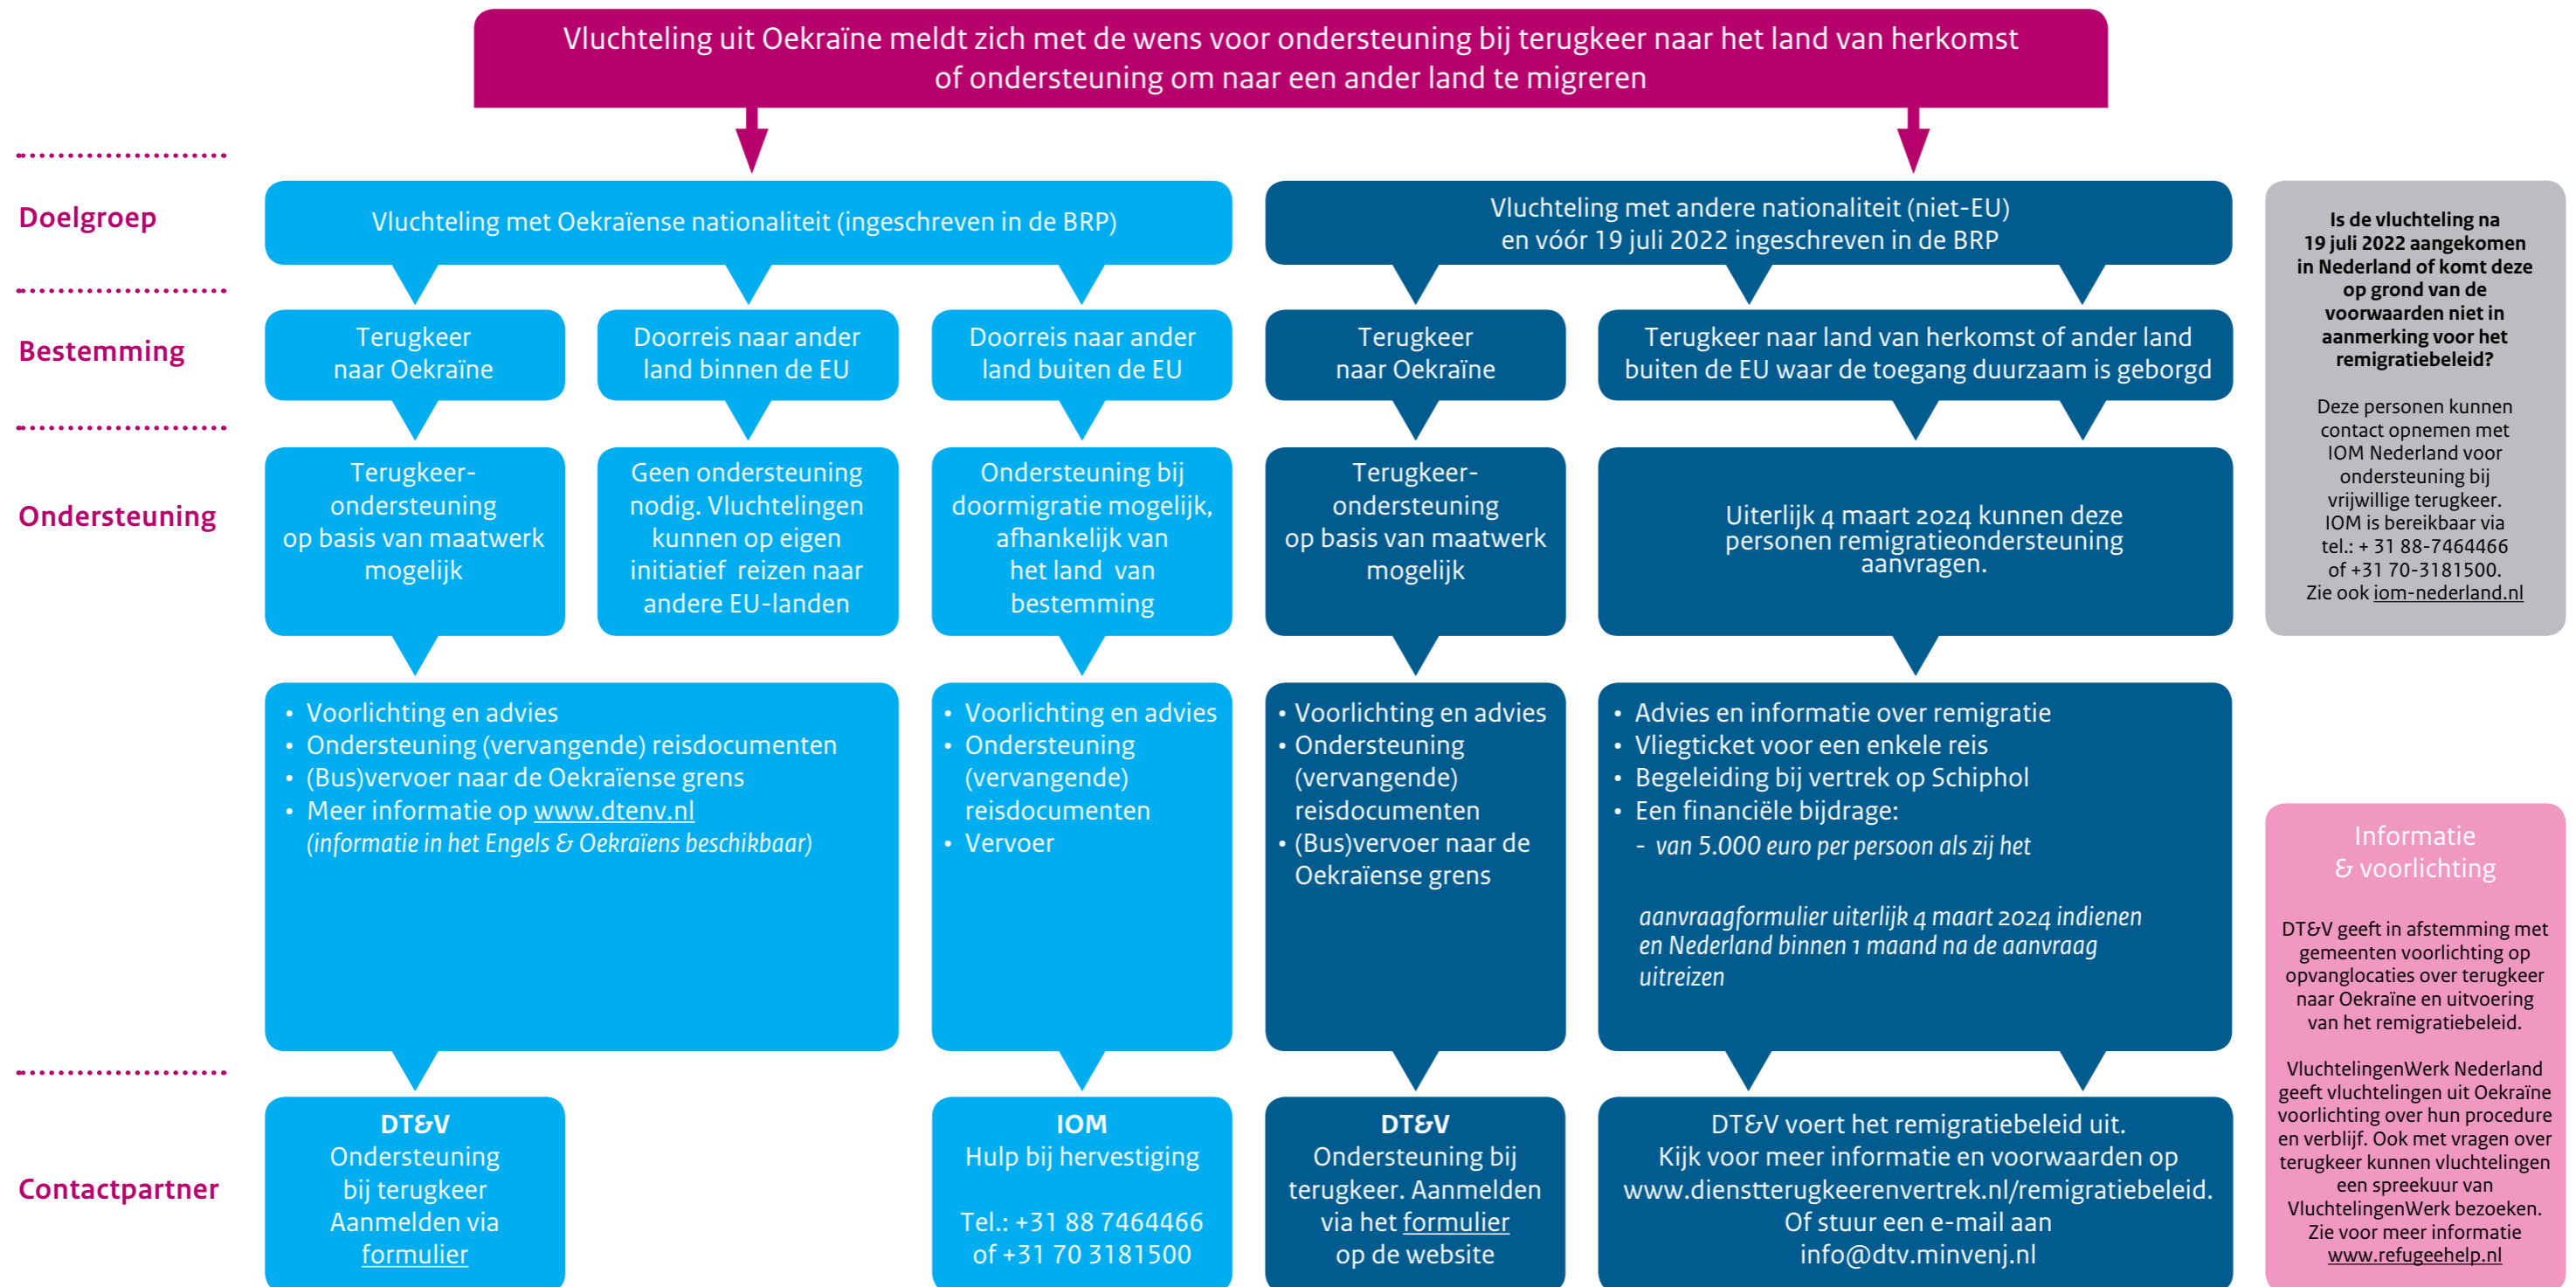 Vluchteling uit Oekraïne meldt zich met de wens voor ondersteuning bij terugkeer naar het land van herkomst
of ondersteuning om naar een ander land te migreren
Doelgroep
Vluchteling met Oekraïense nationaliteit (ingeschreven in de BRP)
Vluchteling met andere nationaliteit (niet-EU)
en vóór 19 juli 2022 ingeschreven in de BRP
Bestemming
Terugkeer
naar Oekraïne
Doorreis naar ander
land binnen de EU
Doorreis naar ander
land buiten de EU
Terugkeer
naar Oekraïne
Terugkeer naar land van herkomst of ander land
buiten de EU waar de toegang duurzaam is geborgd
Ondersteuning
Terugkeer-
ondersteuning
op basis van maatwerk
mogelijk
Geen ondersteuning
nodig. Vluchtelingen
kunnen op eigen
initiatief reizen naar
andere EU-landen
Ondersteuning bij
doormigratie mogelijk,
afhankelijk van
het land van
bestemming
Terugkeer-
ondersteuning
op basis van maatwerk
mogelijk
Uiterlijk 4 maart 2024 kunnen deze
personen remigratieondersteuning
aanvragen.
• Voorlichting en advies
• Ondersteuning (vervangende) reisdocumenten
• (Bus)vervoer naar de Oekraïense grens
• Meer informatie op www.dtenv.nl
(informatie in het Engels & Oekraïens beschikbaar)
• Voorlichting en advies
• Ondersteuning
(vervangende)
reisdocumenten
• Vervoer
• Voorlichting en advies
• Ondersteuning
(vervangende)
reisdocumenten
• (Bus)vervoer naar de
Oekraïense grens
• Advies en informatie over remigratie
• Vliegticket voor een enkele reis
• Begeleiding bij vertrek op Schiphol
• Een financiële bijdrage:
- van 5.000 euro per persoon als zij het
aanvraagformulier uiterlijk 4 maart 2024 indienen
en Nederland binnen 1 maand na de aanvraag
uitreizen
Contactpartner
DT&V
Ondersteuning
bij terugkeer
Aanmelden via
formulier
IOM
Hulp bij hervestiging
Tel.: +31 88 7464466
of +31 70 3181500
DT&V
Ondersteuning bij
terugkeer. Aanmelden
via het formulier
op de website
DT&V voert het remigratiebeleid uit.
Kijk voor meer informatie en voorwaarden op
www.dienstterugkeerenvertrek.nl/remigratiebeleid.
Of stuur een e-mail aan
info@dtv.minvenj.nl
Is de vluchteling na
19 juli 2022 aangekomen
in Nederland of komt deze
op grond van de
voorwaarden niet in
aanmerking voor het
remigratiebeleid?
Deze personen kunnen
contact opnemen met
IOM Nederland voor
ondersteuning bij
vrijwillige terugkeer.
IOM is bereikbaar via
tel.: + 31 88-7464466
of +31 70-3181500.
Zie ook iom-nederland.nl
Informatie
& voorlichting
DT&V geeft in afstemming met
gemeenten voorlichting op
opvanglocaties over terugkeer
naar Oekraïne en uitvoering
van het remigratiebeleid.
VluchtelingenWerk Nederland
geeft vluchtelingen uit Oekraïne
voorlichting over hun procedure
en verblijf. Ook met vragen over
terugkeer kunnen vluchtelingen
een spreekuur van
VluchtelingenWerk bezoeken.
Zie voor meer informatie
www.refugeehelp.nl